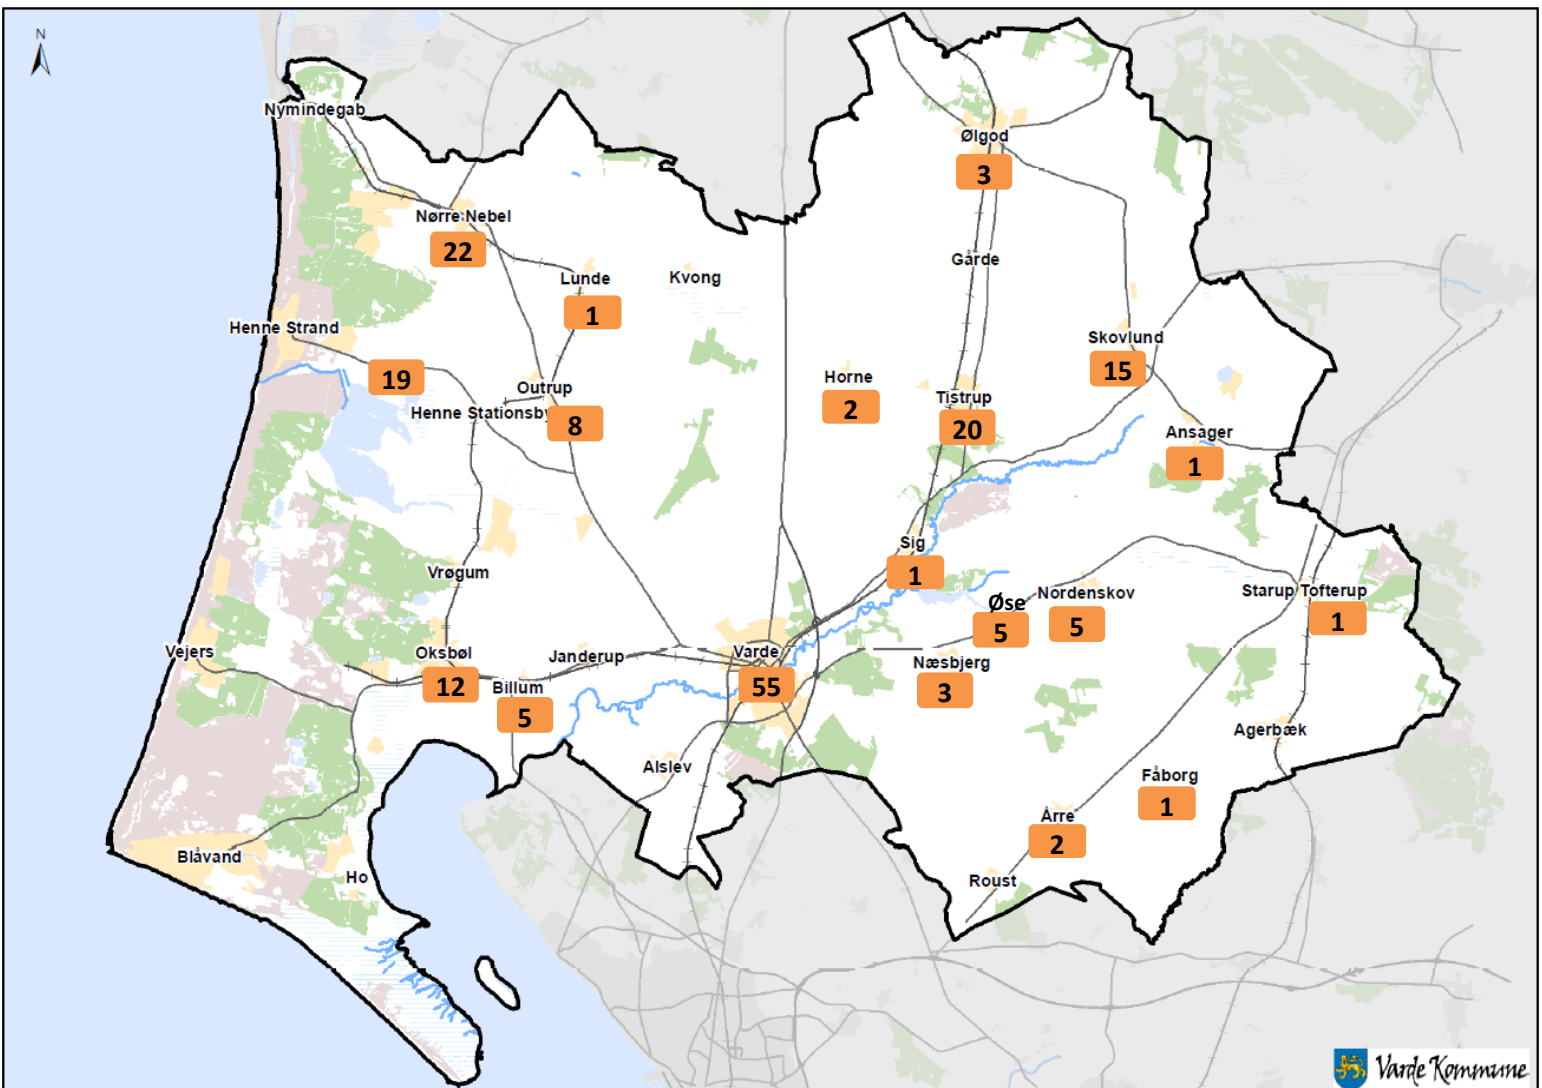 N
Nymindegab
Ølgod
3
Nørre Nebel
22
Gårde
Lunde
1
Kvong
Henne Strand
19
Skovlund
15
Outrup
Henne Stationsby
8
Horne
2
Tistrup
20
Ansager
1
Sig
1
Vrøgum
Øse
5
Nordenskov
5
Starup Tofterup
1
Vejers
Oksbøl
12
Janderup
Billum
5
Varde
55
Næsbjerg
3
Agerbæk
Alslev
Fåborg
1
Årre
2
Blåvand
Ho
Roust
Varde Kommune